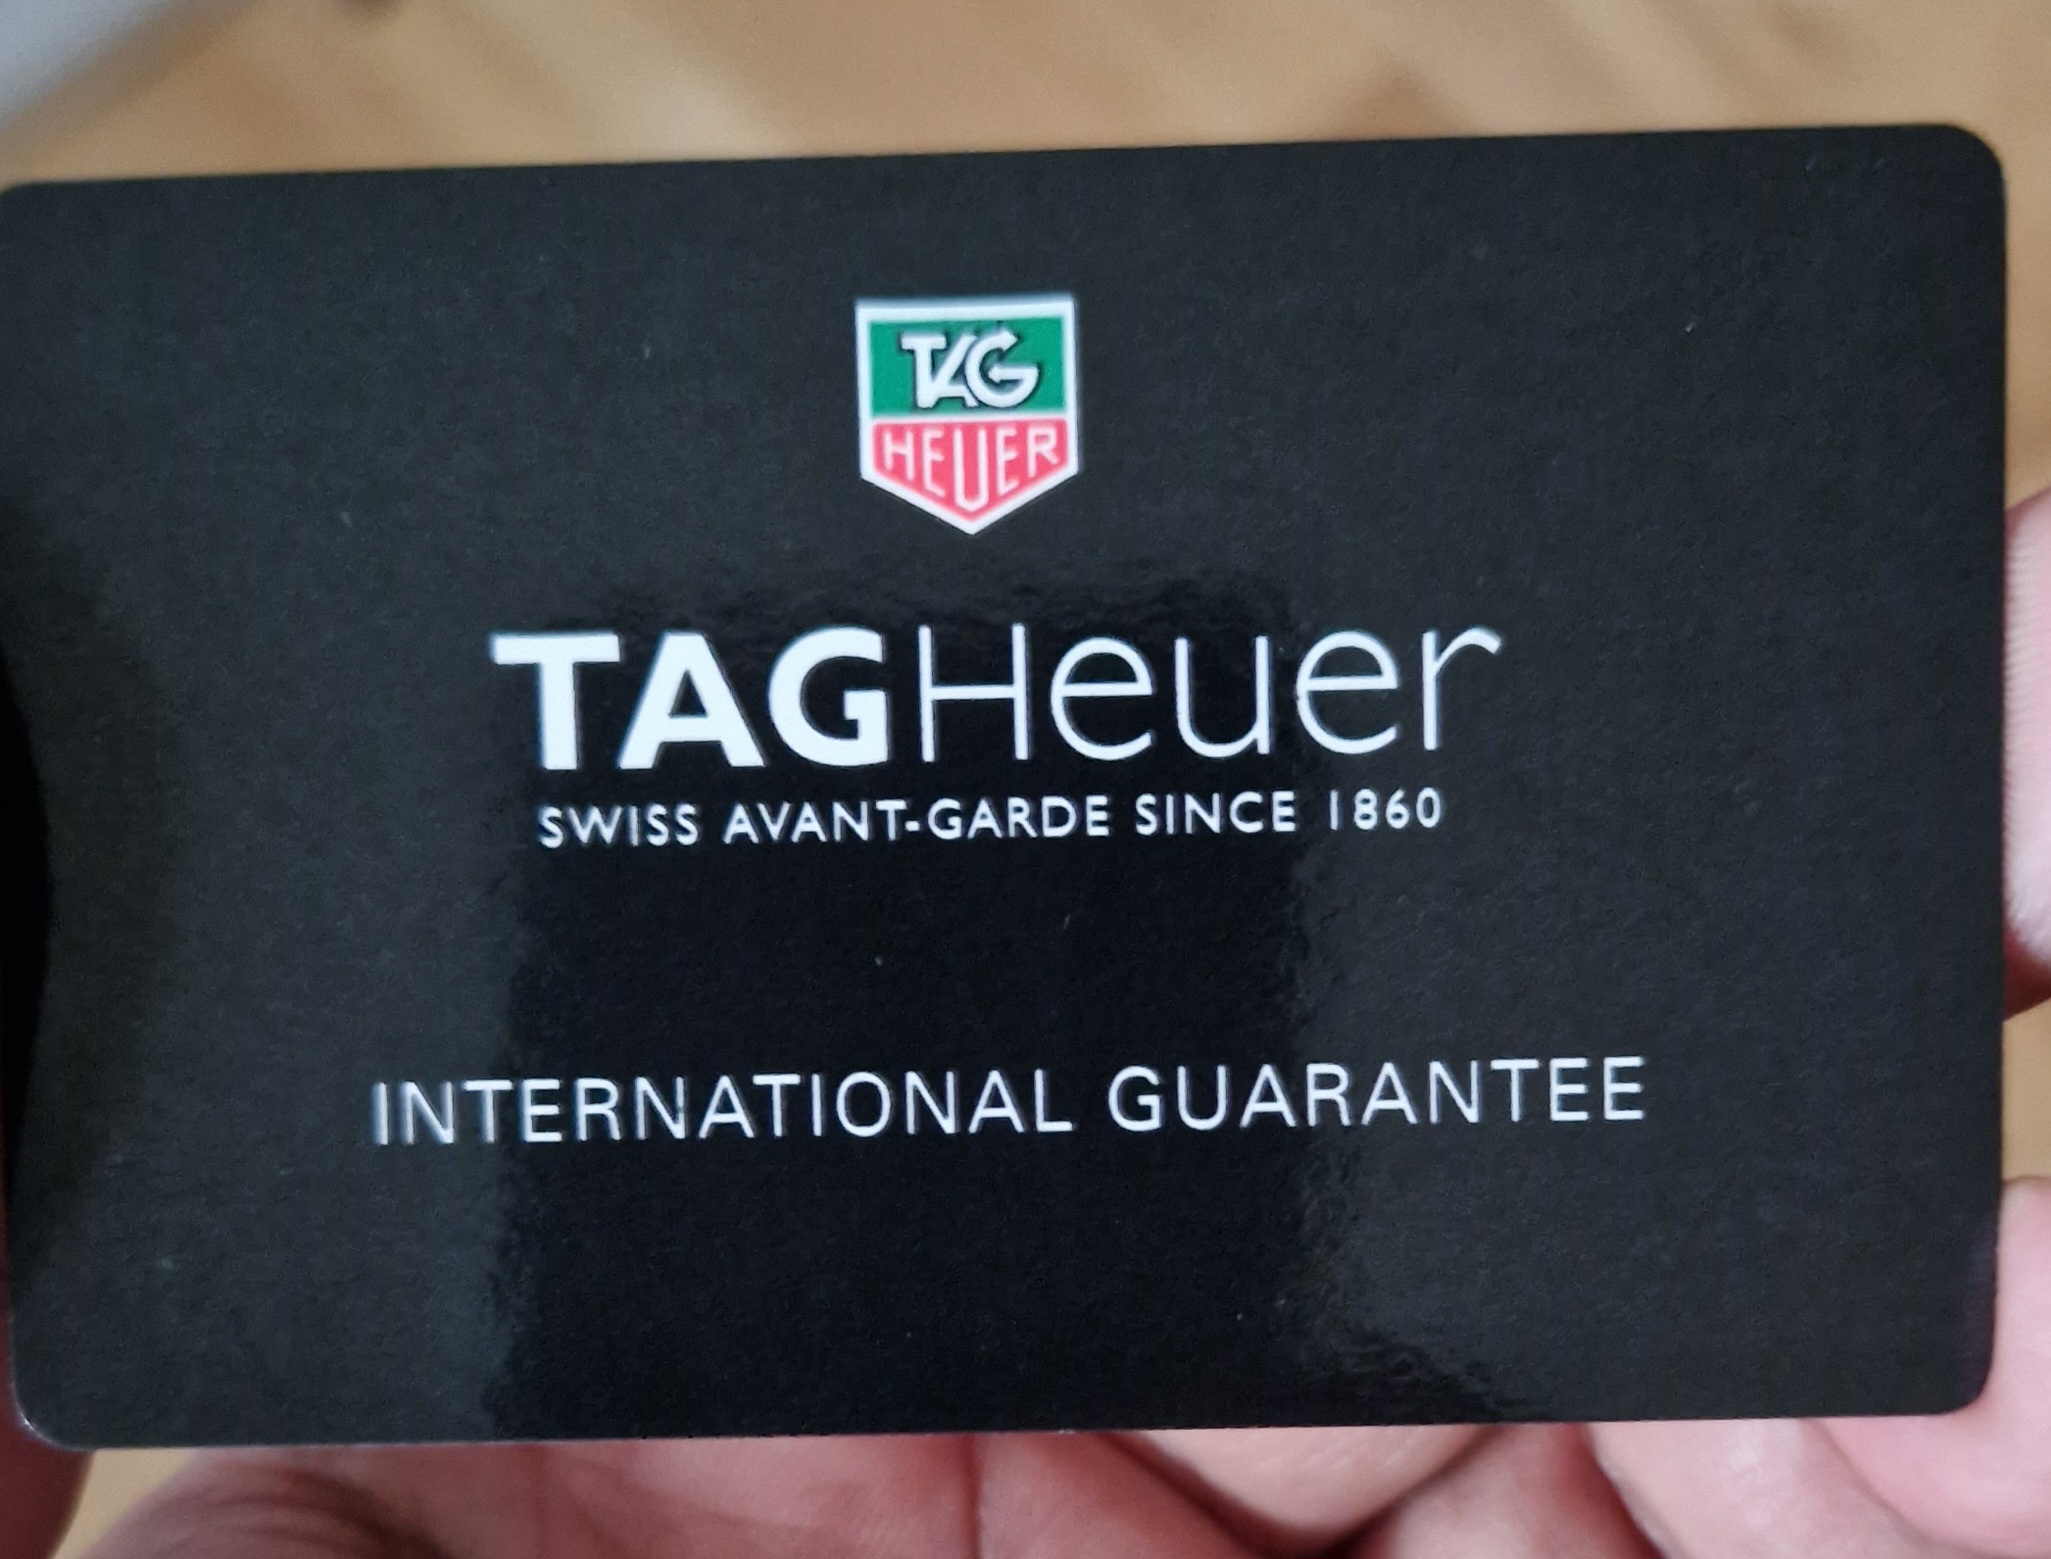 TAG
HEUER
TAGHeuer
SWISS AVANT-GARDE SINCE 1860
INTERNATIONAL GUARANTEE